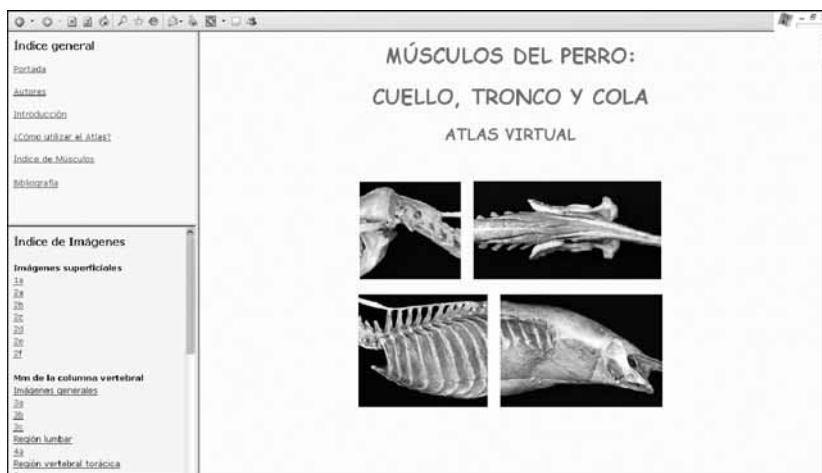 Índice general
Portada
Autores
Introducción
¿Cómo utilizar el Atlas?
Índice de Músculos
Bibliografía
Índice de Imágenes
Imágenes superficiales
1a
2a
2b
2c
2d
2e
2f
Mm de la columna vertebral
Imágenes generales
3a
3b
3c
Región lumbar
4a
Región vertebral torácica
MÚSCULOS DEL PERRO:
CUELLO, TRONCO Y COLA
ATLAS VIRTUAL